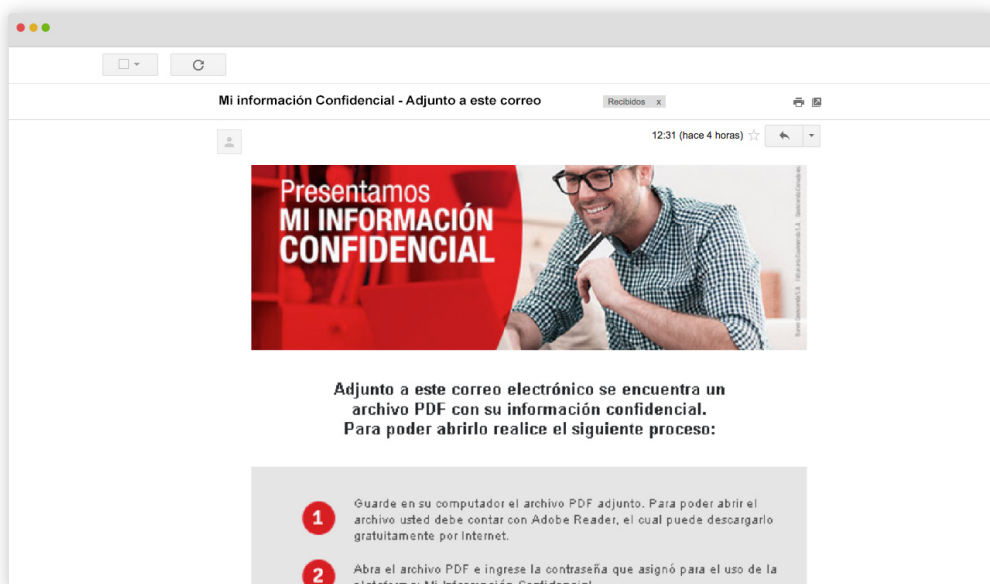 Mi información Confidencial - Adjunto a este correo
Recibidos x
12:31 (hace 4 horas)
Presentamos
MI INFORMACIÓN
CONFIDENCIAL
Adjunto a este correo electrónico se encuentra un
archivo PDF con su información confidencial.
Para poder abrirlo realice el siguiente proceso:
1
Guarde en su computador el archivo PDF adjunto. Para poder abrir el
archivo usted debe contar con Adobe Reader, el cual puede descargarlo
gratuitamente por Internet.
2
Abra el archivo PDF e ingrese la contraseña que asignó para el uso de la
plataforma: Mi Información Confidencial